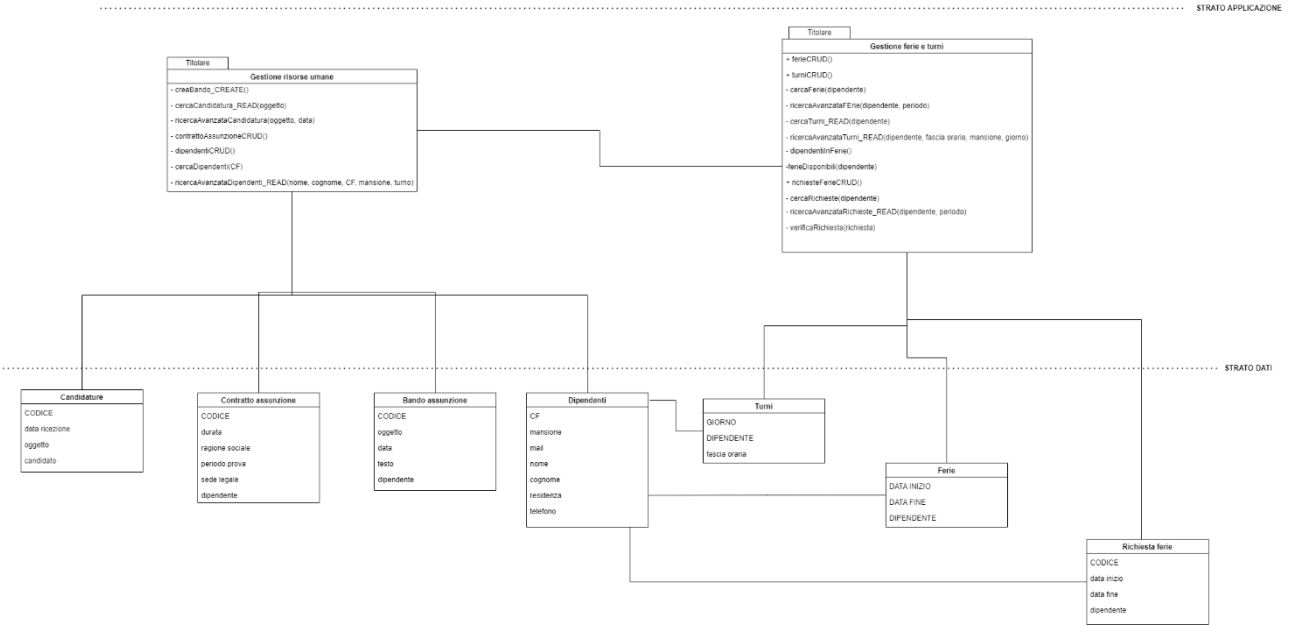 STRATO APPLICAZIONE
Titolare
Gestione risorse umane
- creaBando_CREATE()
- cercaCandidatura_READ(oggetto)
- ricercaAvanzataCandidatura(oggetto, data)
- contrattoAssunzioneCRUD()
- dipendentiCRUD()
- cercaDipendenti(CF)
- ricercaAvanzataDipendenti_READ(nome, cognome, CF, mansione, turno)
Titolare
Gestione ferie e turni
+ ferieCRUD()
+ turniCRUD()
- cercaFerie(dipendente)
- ricercaAvanzataFErie(dipendente, periodo)
- cercaTurni_READ(dipendente)
- ricercaAvanzataTurni_READ(dipendente, fascia oraria, mansione, giorno)
- dipendentiInFerie()
-ferieDisponibili(dipendente)
+ richiesteFerieCRUD()
- cercaRichieste(dipendente)
- ricercaAvanzataRichieste_READ(dipendente, periodo)
- verificaRichiesta(richiesta)
STRATO DATI
Candidature
CODICE
data ricezione
oggetto
candidato
Contratto assunzione
CODICE
durata
ragione sociale
periodo prova
sede legale
dipendente
Bando assunzione
CODICE
oggetto
data
testo
dipendente
Dipendenti
CF
mansione
mail
nome
cognome
residenza
telefono
Turni
GIORNO
DIPENDENTE
fascia oraria
Ferie
DATA INIZIO
DATA FINE
DIPENDENTE
Richiesta ferie
CODICE
data inizio
data fine
dipendente